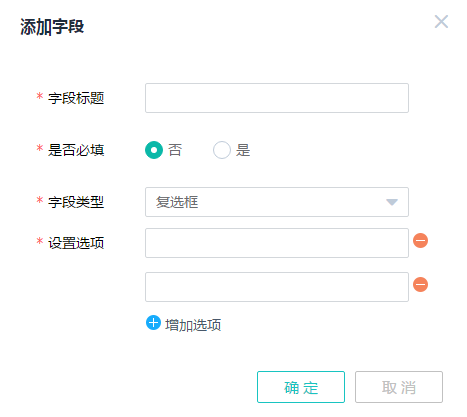 添加字段
* 字段标题
* 是否必填 否 是
* 字段类型 复选框
* 设置选项
增加选项
确定 取消